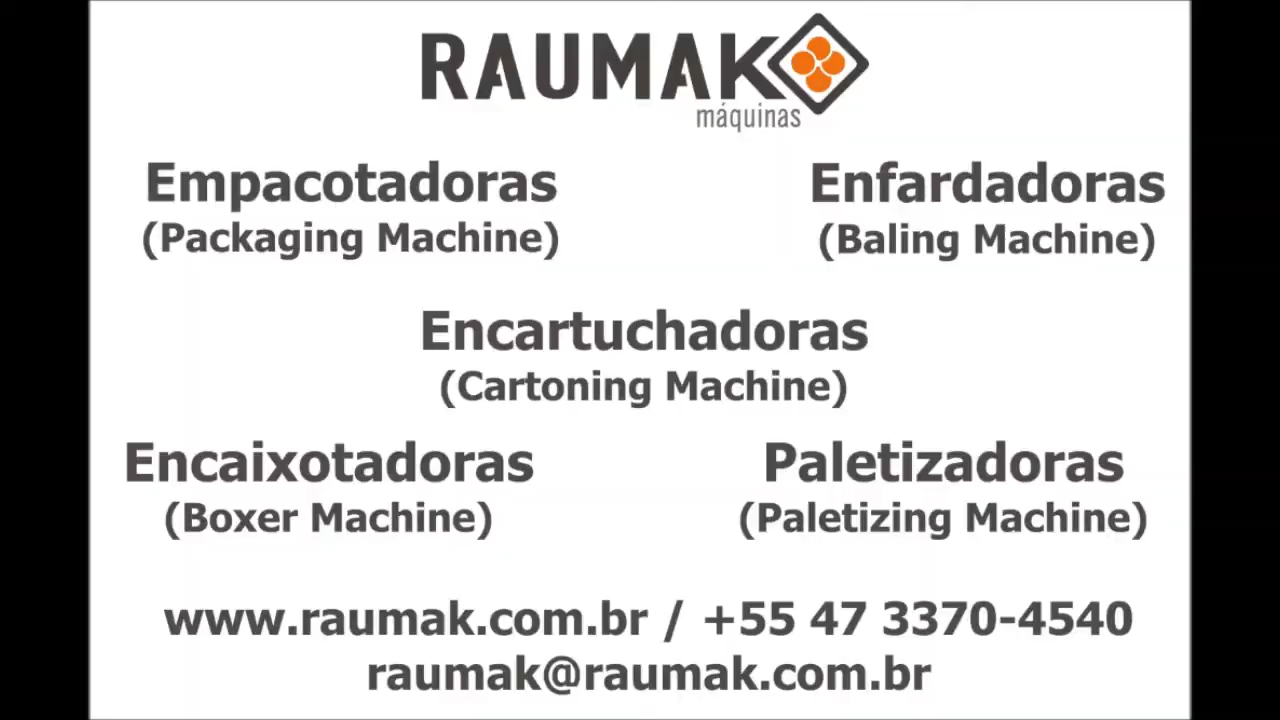 RAUMAK
máquinas
Empacotadoras
(Packaging Machine)
Enfardadoras
(Baling Machine)
Encartuchadoras
(Cartoning Machine)
Encaixotadoras
(Boxer Machine)
Paletizadoras
(Paletizing Machine)
www.raumak.com.br / +55 47 3370-4540
raumak@raumak.com.br